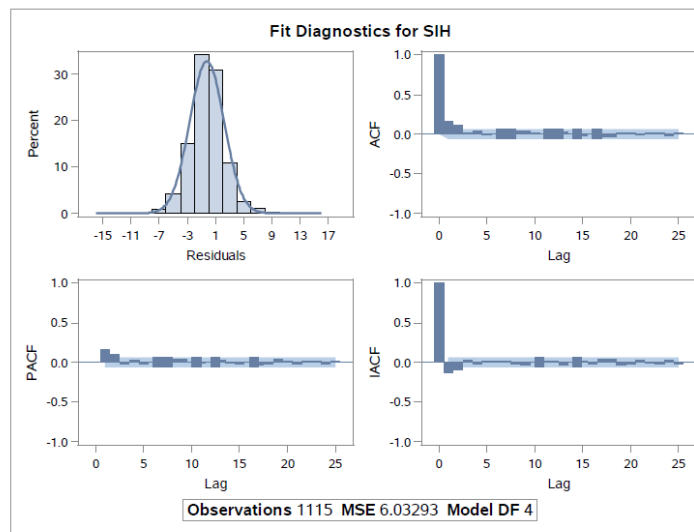 Fit Diagnostics for SIH
30
20
10
0
Percent
-15 -11 -7 -3 1 5 9 13 17
Residuals
1.0
0.5
0.0
-0.5
-1.0
ACF
0 5 10 15 20 25
Lag
1.0
0.5
0.0
-0.5
-1.0
PACF
0 5 10 15 20 25
Lag
1.0
0.5
0.0
-0.5
-1.0
IACF
0 5 10 15 20 25
Lag
Observations 1115 MSE 6.03293 Model DF 4